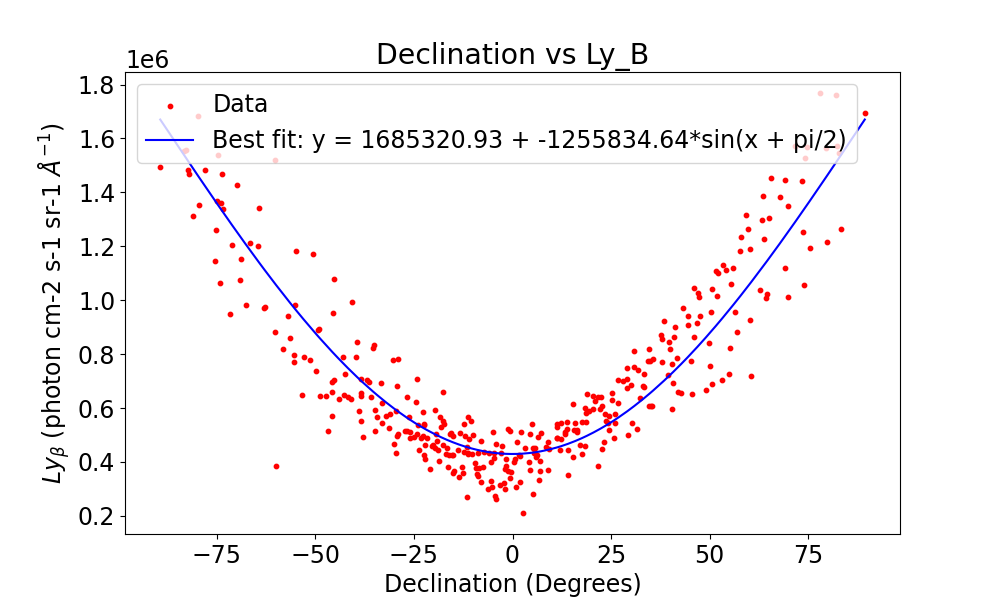 Declination vs Ly_B
1e6
Data
Best fit: y = 1685320.93 + -1255834.64*sin(x + pi/2)
1.8
1.6
1.4
1.2
1.0
0.8
0.6
0.4
0.2
Ly_β (photon cm-2 s-1 sr-1 Å⁻¹)
−75 −50 −25 0 25 50 75
Declination (Degrees)